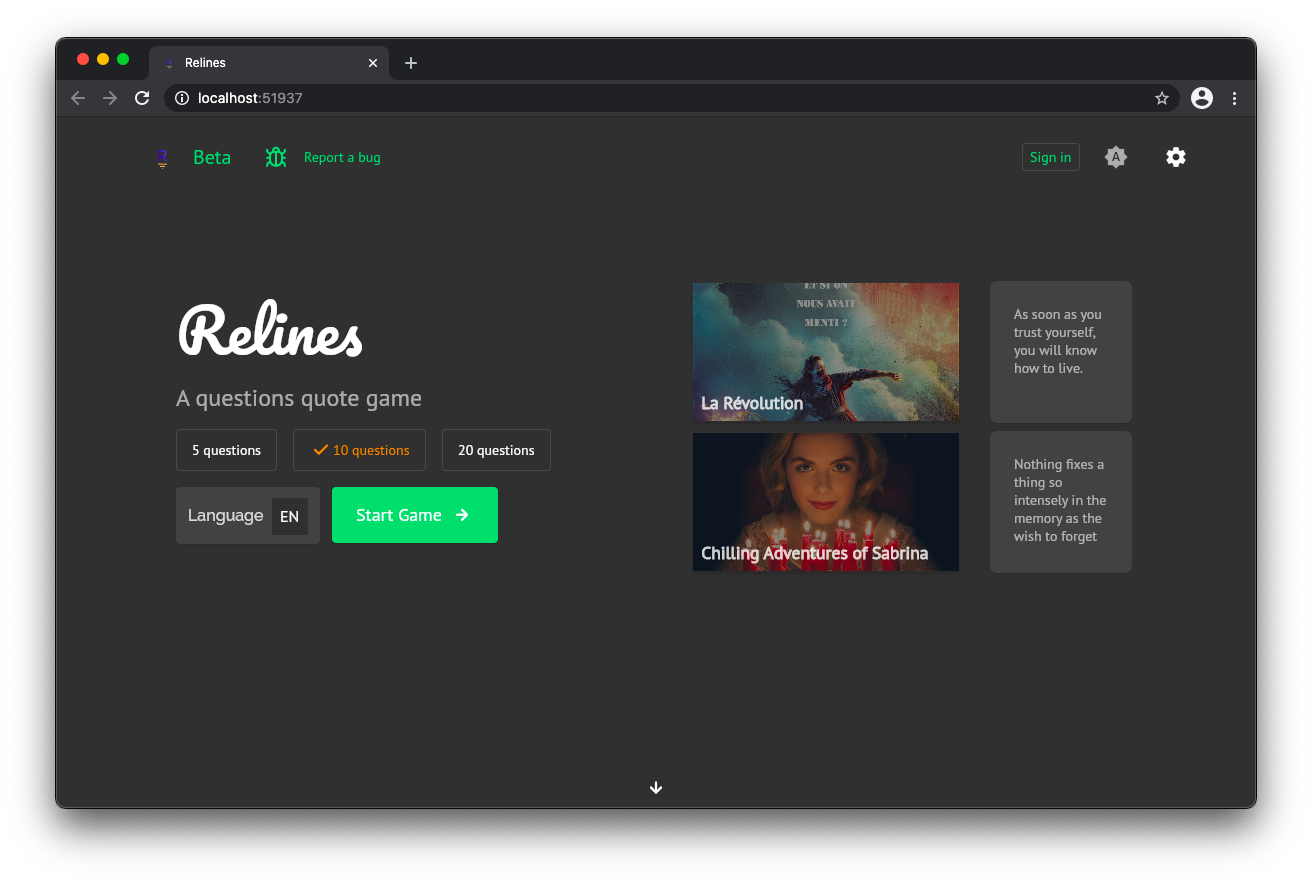 Relines
localhost:51937
R
Beta
Report a bug
Sign in
A
Relines
A questions quote game
5 questions
10 questions
20 questions
Language
EN
Start Game
ET SI ON
NOUS AVAIT
MENTI ?
La Révolution
As soon as you
trust yourself,
you will know
how to live.
Chilling Adventures of Sabrina
Nothing fixes a
thing so
intensely in the
memory as the
wish to forget